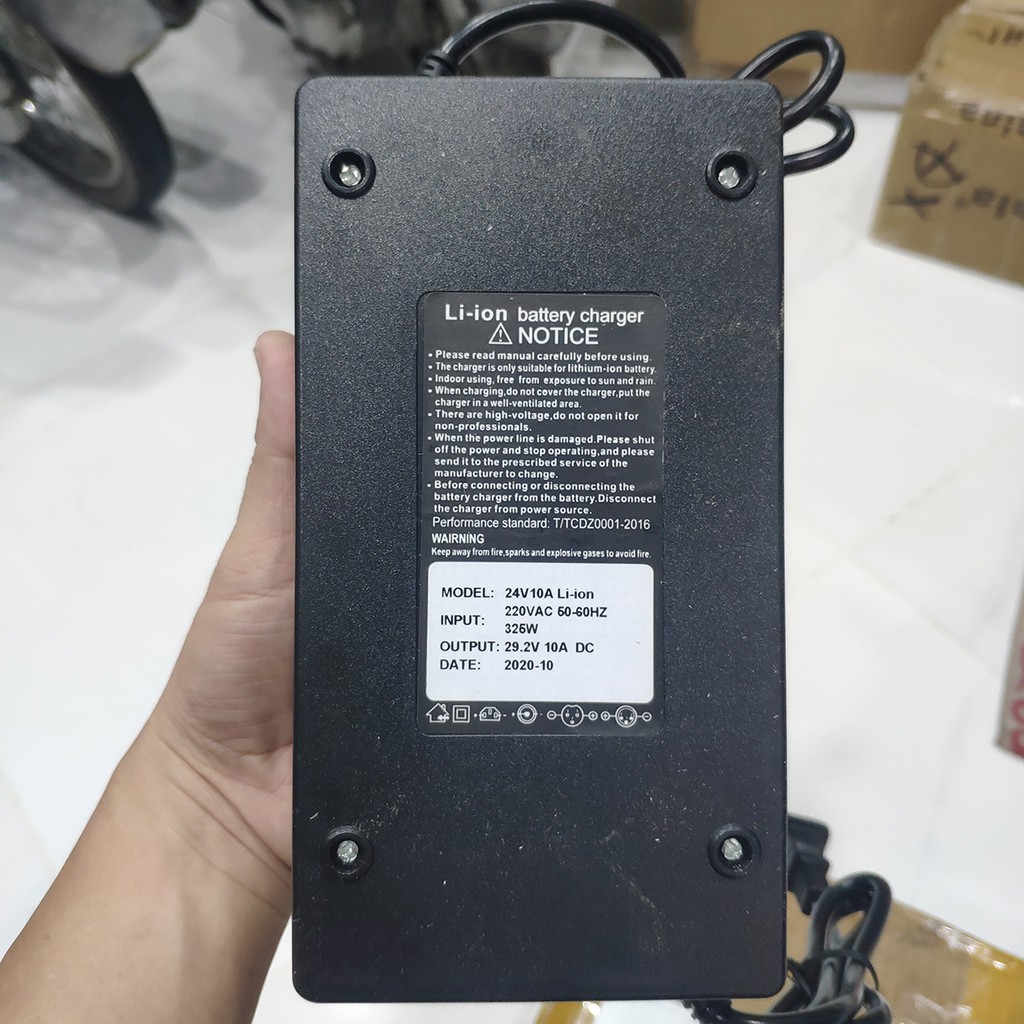 Li-ion battery charger
⚠ NOTICE
• Please read manual carefully before using.
• The charger is only suitable for lithium-ion battery.
• Indoor using, free from exposure to sun and rain.
• When charging,do not cover the charger,put the
charger in a well-ventilated area.
• There are high-voltage,do not open it for
non-professionals.
• When the power line is damaged.Please shut
off the power and stop operating,and please
send it to the prescribed service of the
manufacturer to change.
• Before connecting or disconnecting the
battery charger from the battery.Disconnect
the charger from power source.
Performance standard: T/TCDZ0001-2016
WAIRNING
Keep away from fire,sparks and explosive gases to avoid fire.
MODEL: 24V10A Li-ion
INPUT: 220VAC 50-60HZ
325W
OUTPUT: 29.2V 10A DC
DATE: 2020-10